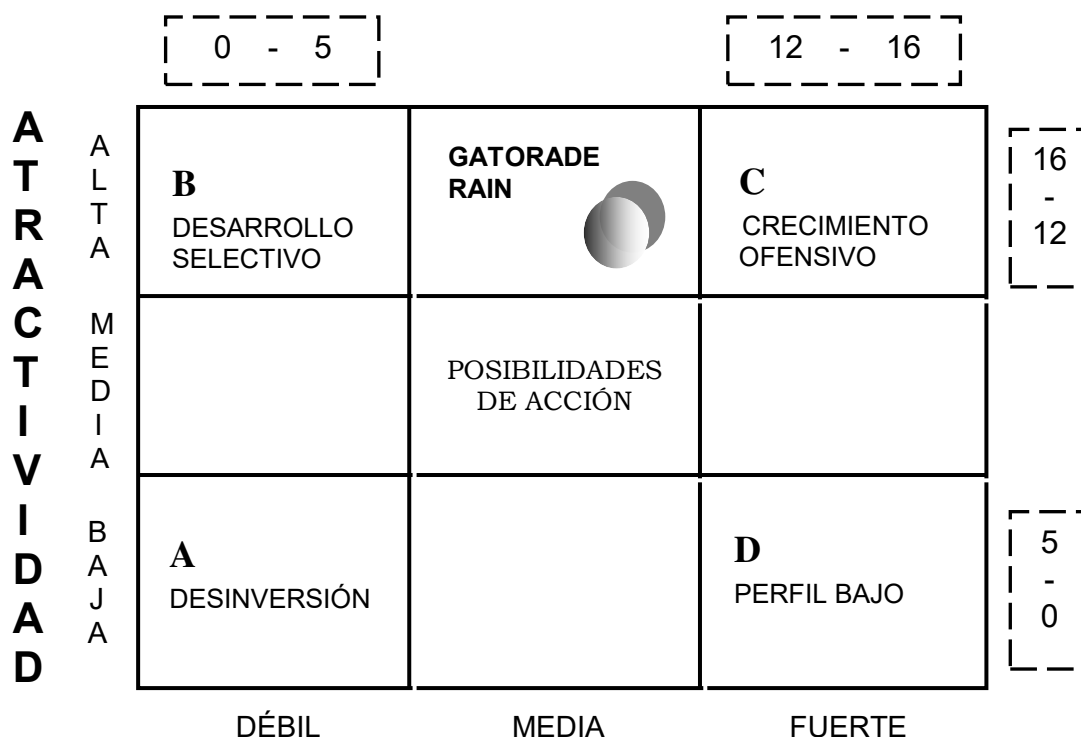 0 - 5
12 - 16
ATRACTIVIDAD
ALTA
MEDIA
BAJA
B
DESARROLLO
SELECTIVO
GATORADE
RAIN
C
CRECIMIENTO
OFENSIVO
16
-
12
POSIBILIDADES
DE ACCIÓN
A
DESINVERSIÓN
D
PERFIL BAJO
5
-
0
DÉBIL
MEDIA
FUERTE